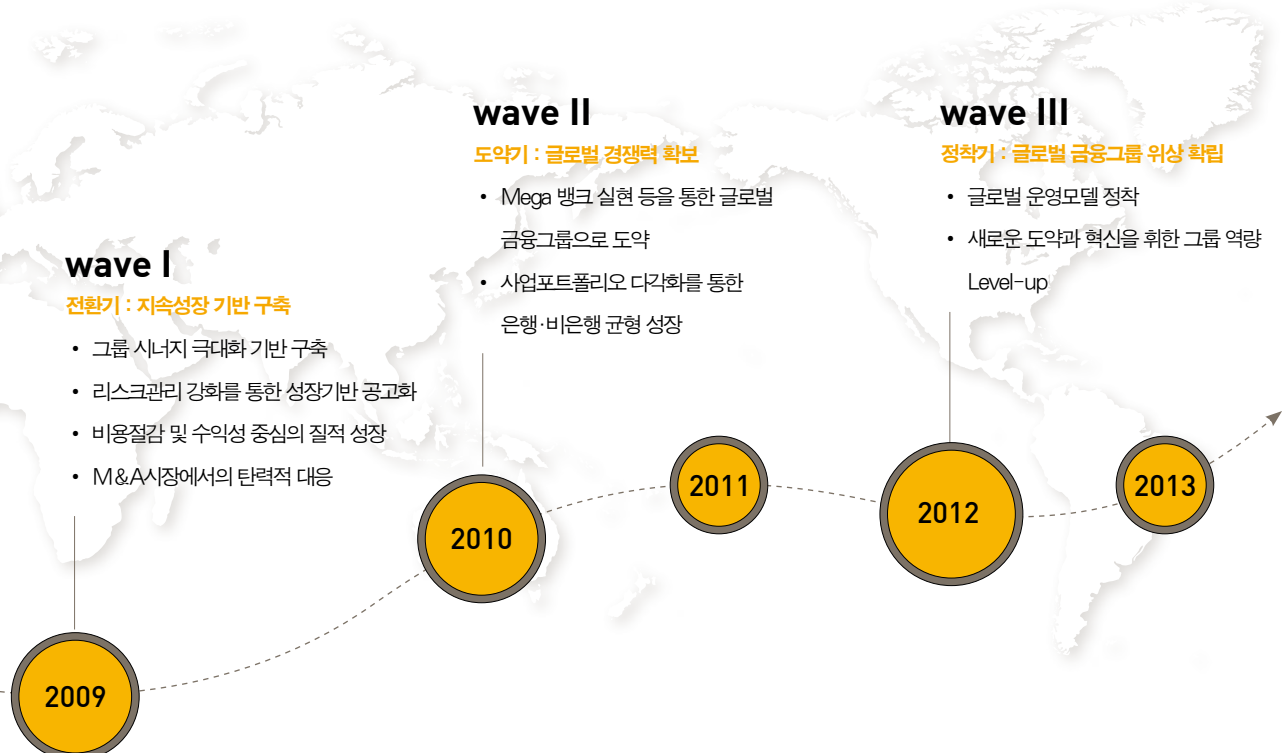 wave I
전환기 : 지속성장 기반 구축
• 그룹 시너지 극대화 기반 구축
• 리스크관리 강화를 통한 성장기반 공고화
• 비용절감 및 수익성 중심의 질적 성장
• M&A시장에서의 탄력적 대응
2009
wave II
도약기 : 글로벌 경쟁력 확보
• Mega 뱅크 실현 등을 통한 글로벌
금융그룹으로 도약
• 사업포트폴리오 다각화를 통한
은행·비은행 균형 성장
2010
2011
wave III
정착기 : 글로벌 금융그룹 위상 확립
• 글로벌 운영모델 정착
• 새로운 도약과 혁신을 위한 그룹 역량
Level-up
2012
2013